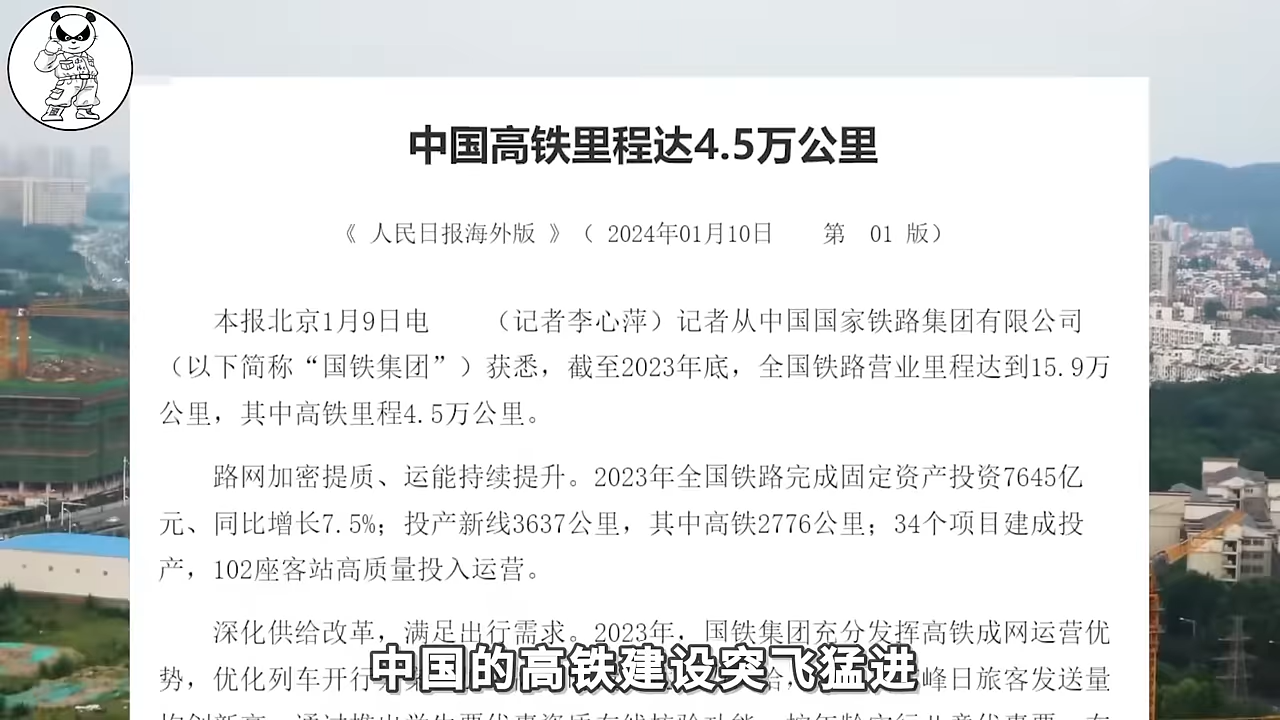 中国高铁里程达4.5万公里
《 人民日报海外版 》（ 2024年01月10日 第 01 版）
本报北京1月9日电 （记者李心萍）记者从中国国家铁路集团有限公司
（以下简称“国铁集团”）获悉，截至2023年底，全国铁路营业里程达到15.9万
公里，其中高铁里程4.5万公里。
路网加密提质、运能持续提升。2023年全国铁路完成固定资产投资7645亿
元、同比增长7.5%；投产新线3637公里，其中高铁2776公里；34个项目建成投
产，102座客站高质量投入运营。
深化供给改革，满足出行需求。2023年，国铁集团充分发挥高铁成网运营优
势，优化列车开行
峰日旅客发送量
中国的高铁建设突飞猛进